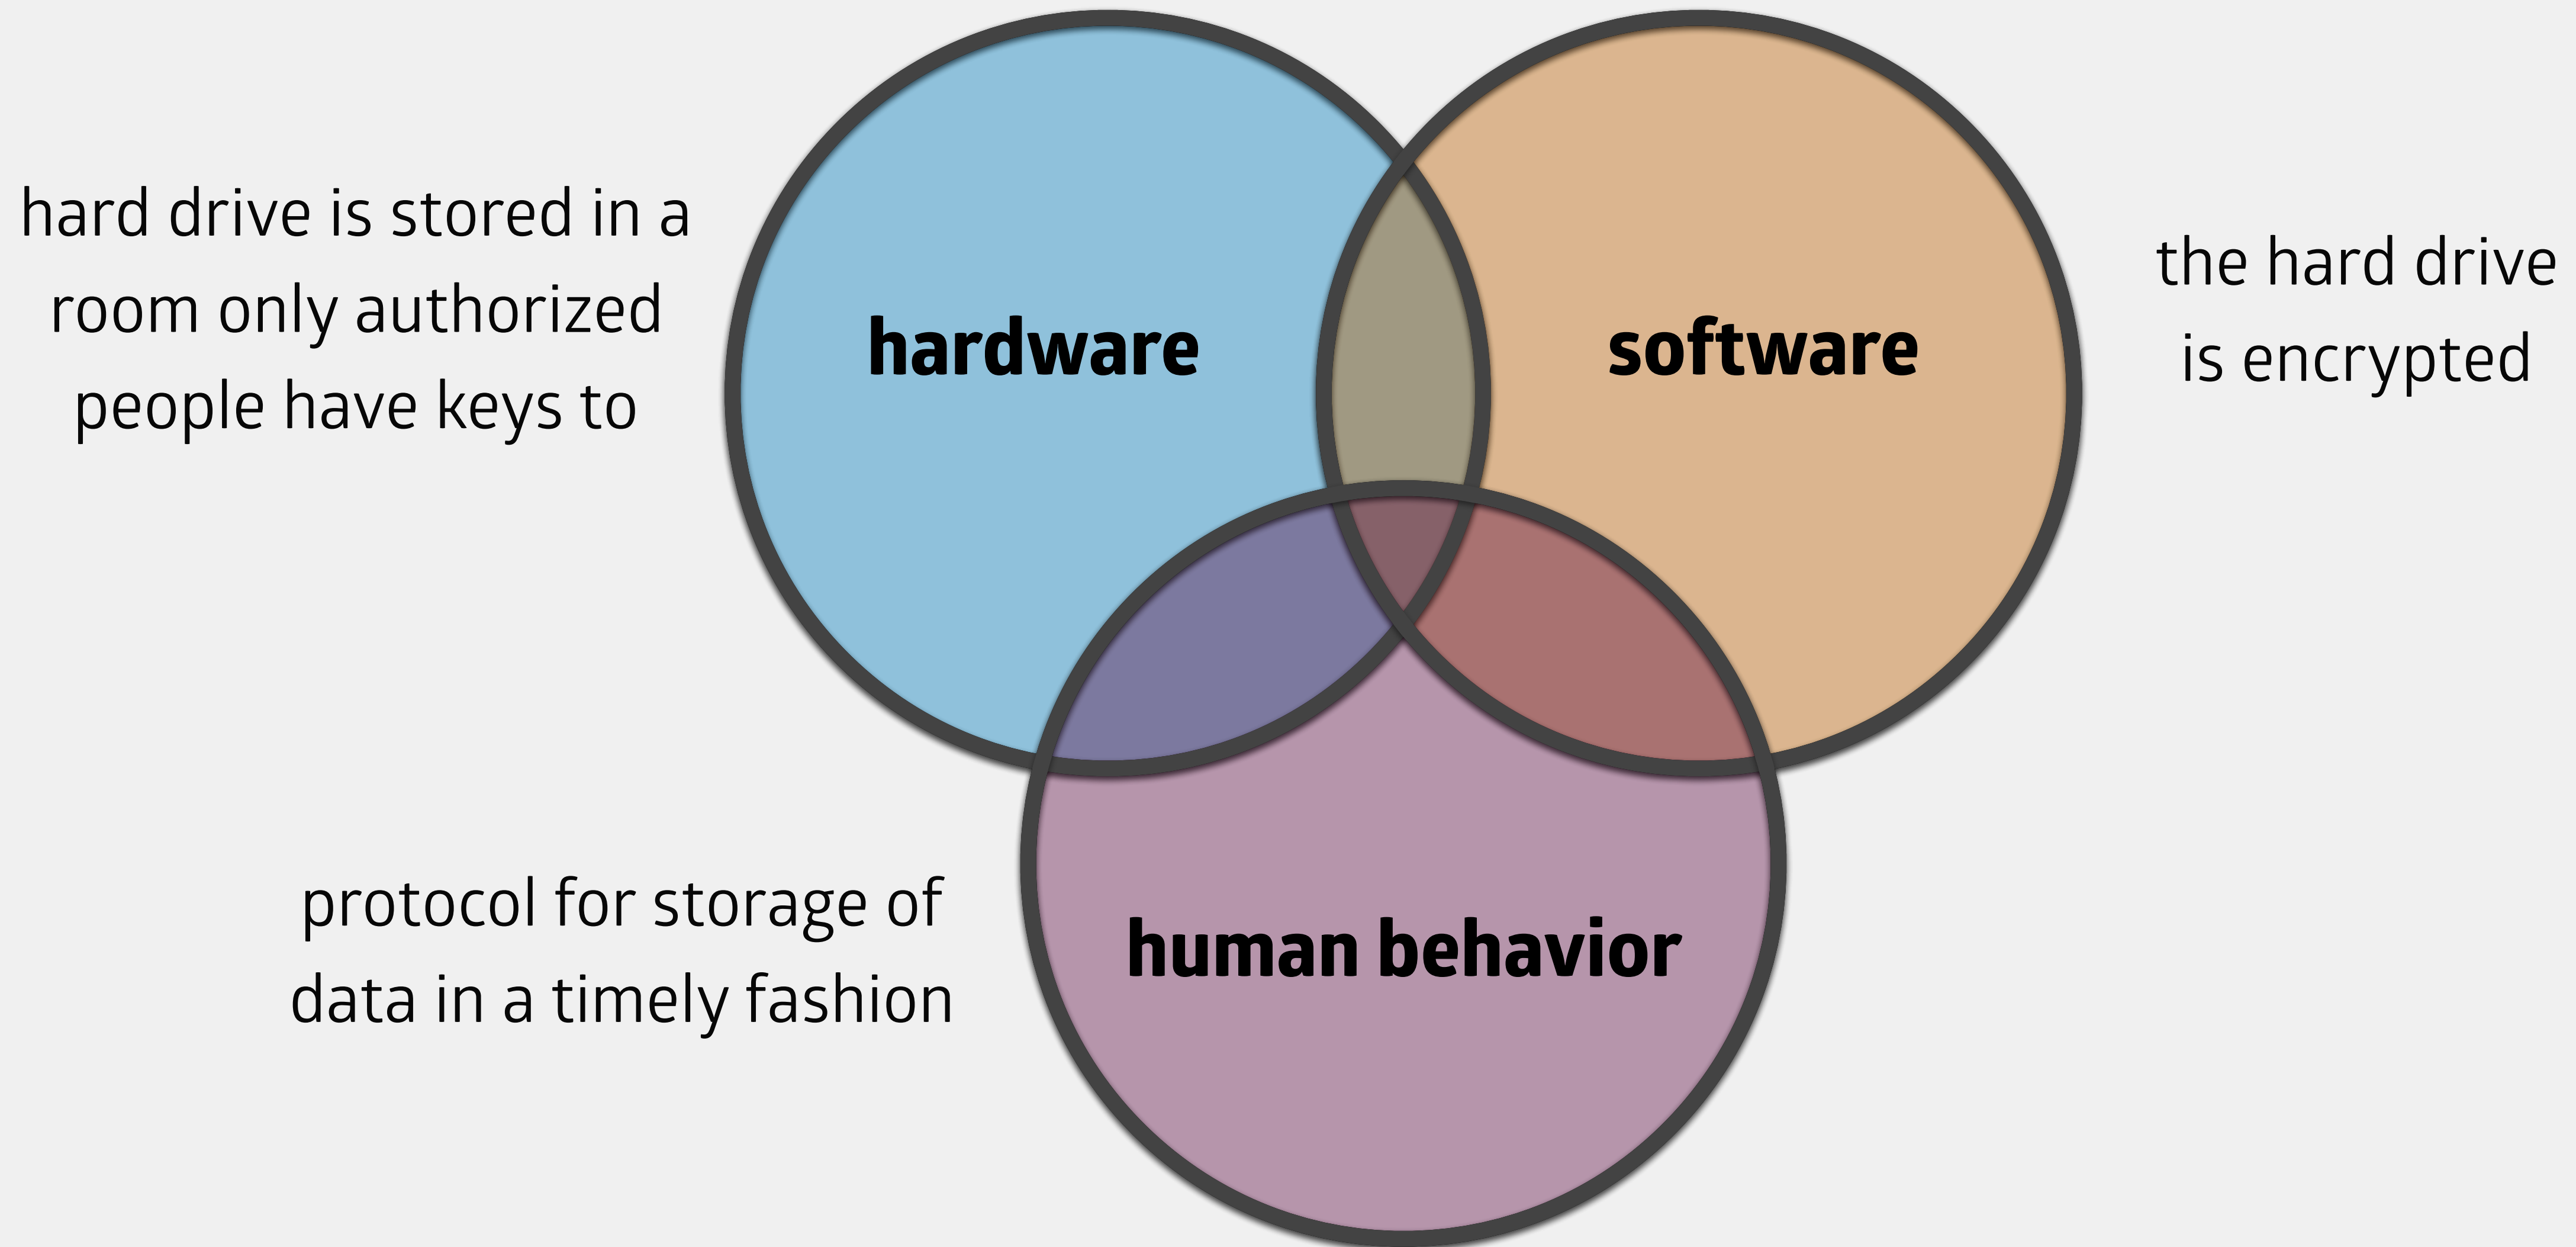 hard drive is stored in a
room only authorized
people have keys to
hardware
software
the hard drive
is encrypted
protocol for storage of
data in a timely fashion
human behavior